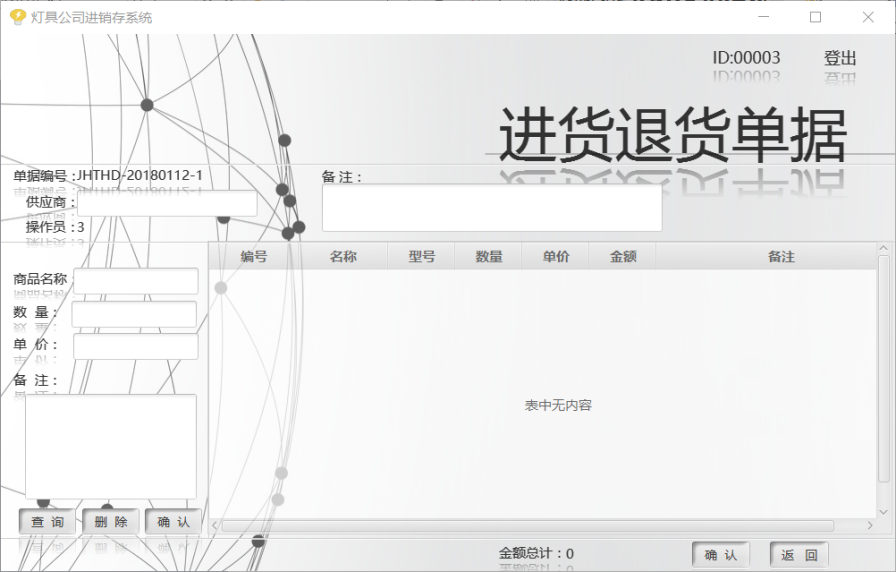 灯具公司进销存系统
ID:00003 登出
进货退货单据
单据编号：JHTHD-20180112-1
备 注：
供应商：
操作员：3
编号 名称 型号 数量 单价 金额 备注
商品名称：
数 量：
单 价：
备 注：
表中无内容
查 询 删 除 确 认
金额总计：0
确 认 返 回